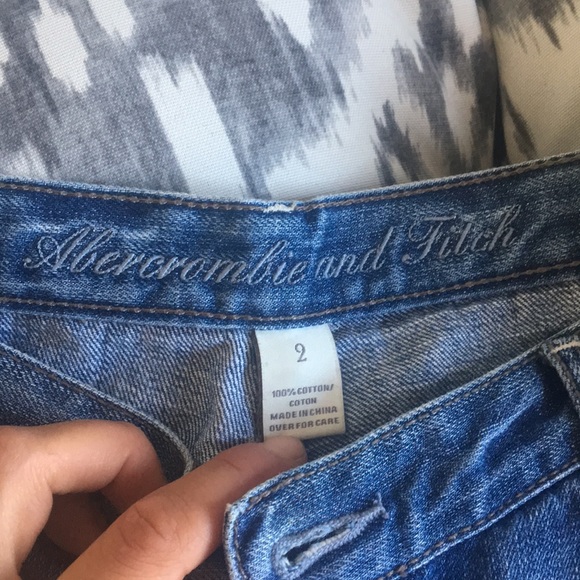 Abercrombie and Fitch
2
100% COTTON/
COTON
MADE IN CHINA
OVER FOR CARE